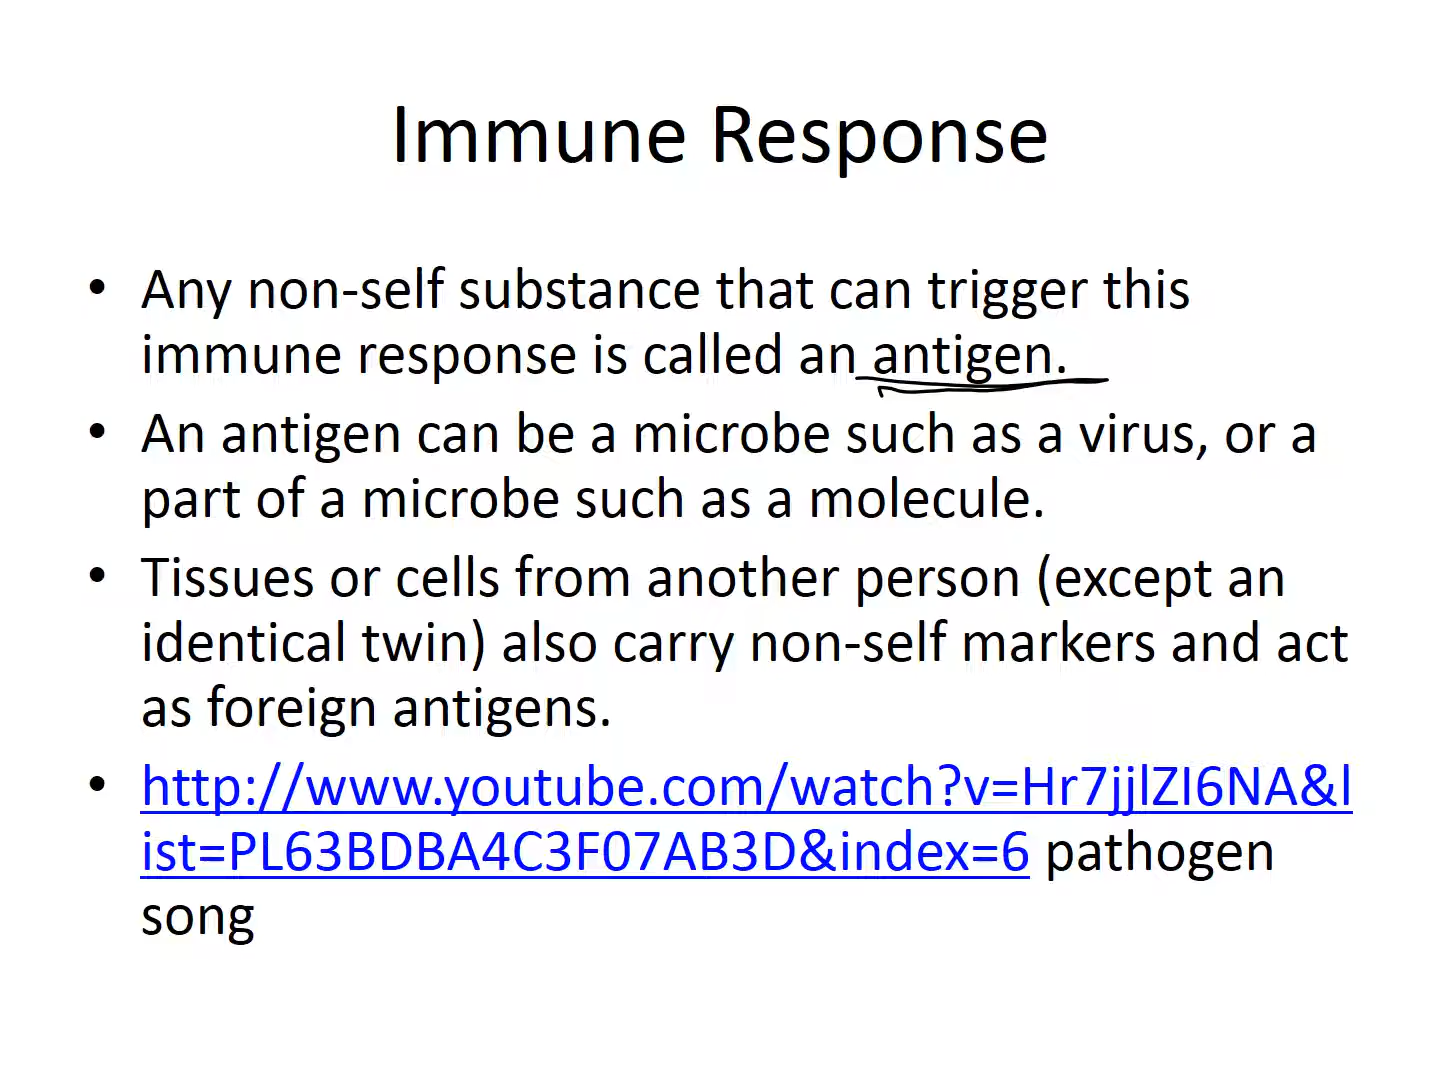 Immune Response
• Any non-self substance that can trigger this
immune response is called an antigen.
• An antigen can be a microbe such as a virus, or a
part of a microbe such as a molecule.
• Tissues or cells from another person (except an
identical twin) also carry non-self markers and act
as foreign antigens.
• http://www.youtube.com/watch?v=Hr7jjlZI6NA&l
ist=PL63BDBA4C3F07AB3D&index=6 pathogen
song